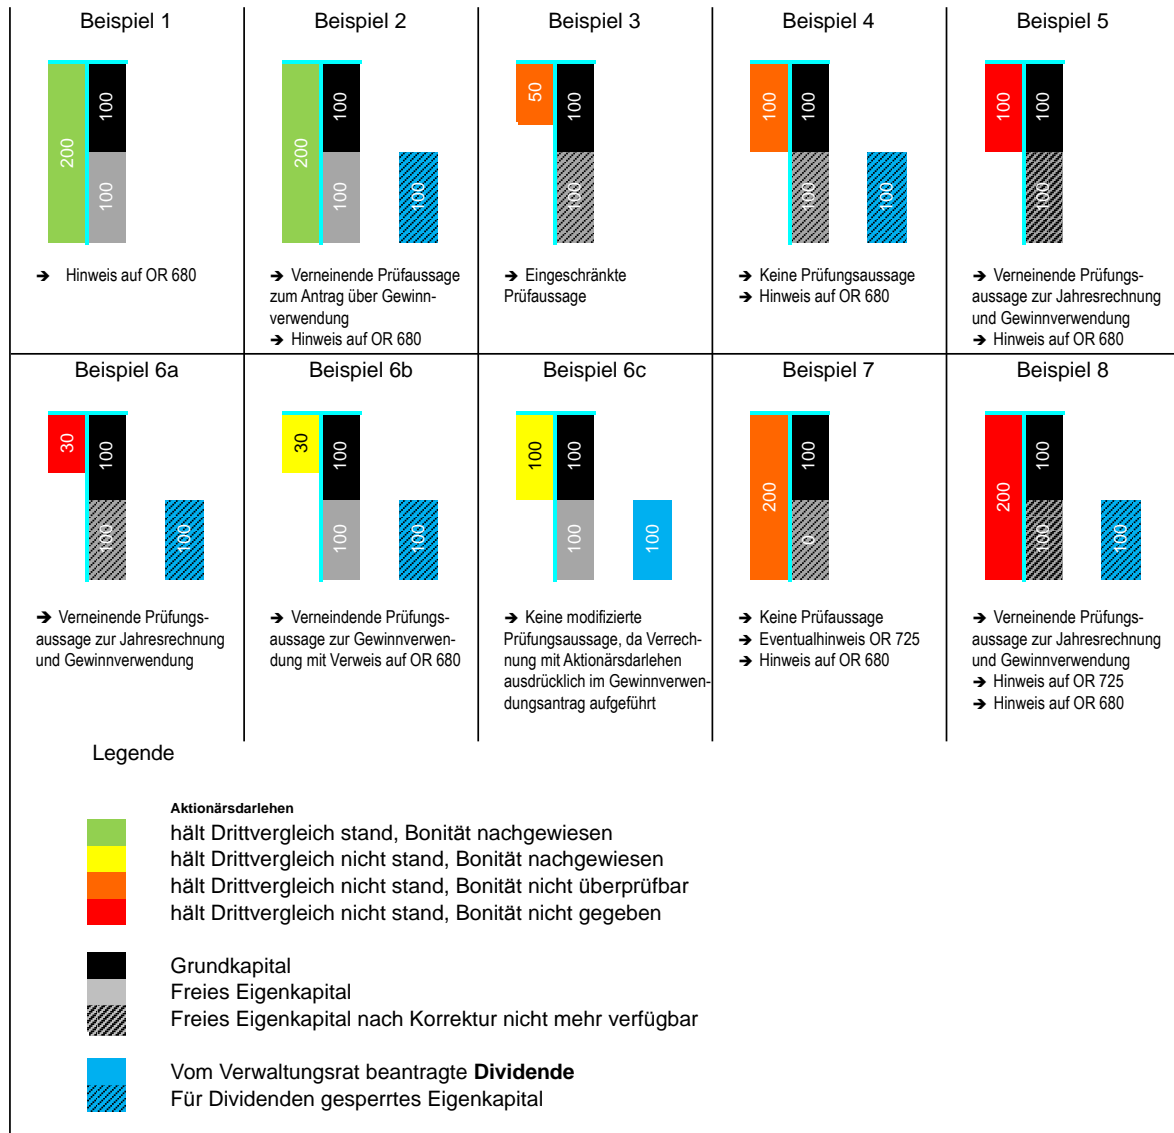 Beispiel 1
200
100
100
➔ Hinweis auf OR 680
Beispiel 2
200
100
100
100
➔ Verneinende Prüfaussage
zum Antrag über Gewinn-
verwendung
➔ Hinweis auf OR 680
Beispiel 3
50
100
100
➔ Eingeschränkte
Prüfaussage
Beispiel 4
100
100
100
100
➔ Keine Prüfungsaussage
➔ Hinweis auf OR 680
Beispiel 5
100
100
100
➔ Verneinende Prüfungs-
aussage zur Jahresrechnung
und Gewinnverwendung
➔ Hinweis auf OR 680
Beispiel 6a
30
100
100
100
➔ Verneinende Prüfungs-
aussage zur Jahresrechnung
und Gewinnverwendung
Beispiel 6b
30
100
100
100
➔ Verneindende Prüfungs-
aussage zur Gewinnverwen-
dung mit Verweis auf OR 680
Beispiel 6c
100
100
100
100
➔ Keine modifizierte
Prüfungsaussage, da Verrech-
nung mit Aktionärsdarlehen
ausdrücklich im Gewinnverwen-
dungsantrag aufgeführt
Beispiel 7
200
100
0
➔ Keine Prüfaussage
➔ Eventualhinweis OR 725
➔ Hinweis auf OR 680
Beispiel 8
200
100
100
100
➔ Verneinende Prüfungs-
aussage zur Jahresrechnung
und Gewinnverwendung
➔ Hinweis auf OR 725
➔ Hinweis auf OR 680
Legende
Aktionärsdarlehen
hält Drittvergleich stand, Bonität nachgewiesen
hält Drittvergleich nicht stand, Bonität nachgewiesen
hält Drittvergleich nicht stand, Bonität nicht überprüfbar
hält Drittvergleich nicht stand, Bonität nicht gegeben
Grundkapital
Freies Eigenkapital
Freies Eigenkapital nach Korrektur nicht mehr verfügbar
Vom Verwaltungsrat beantragte Dividende
Für Dividenden gesperrtes Eigenkapital